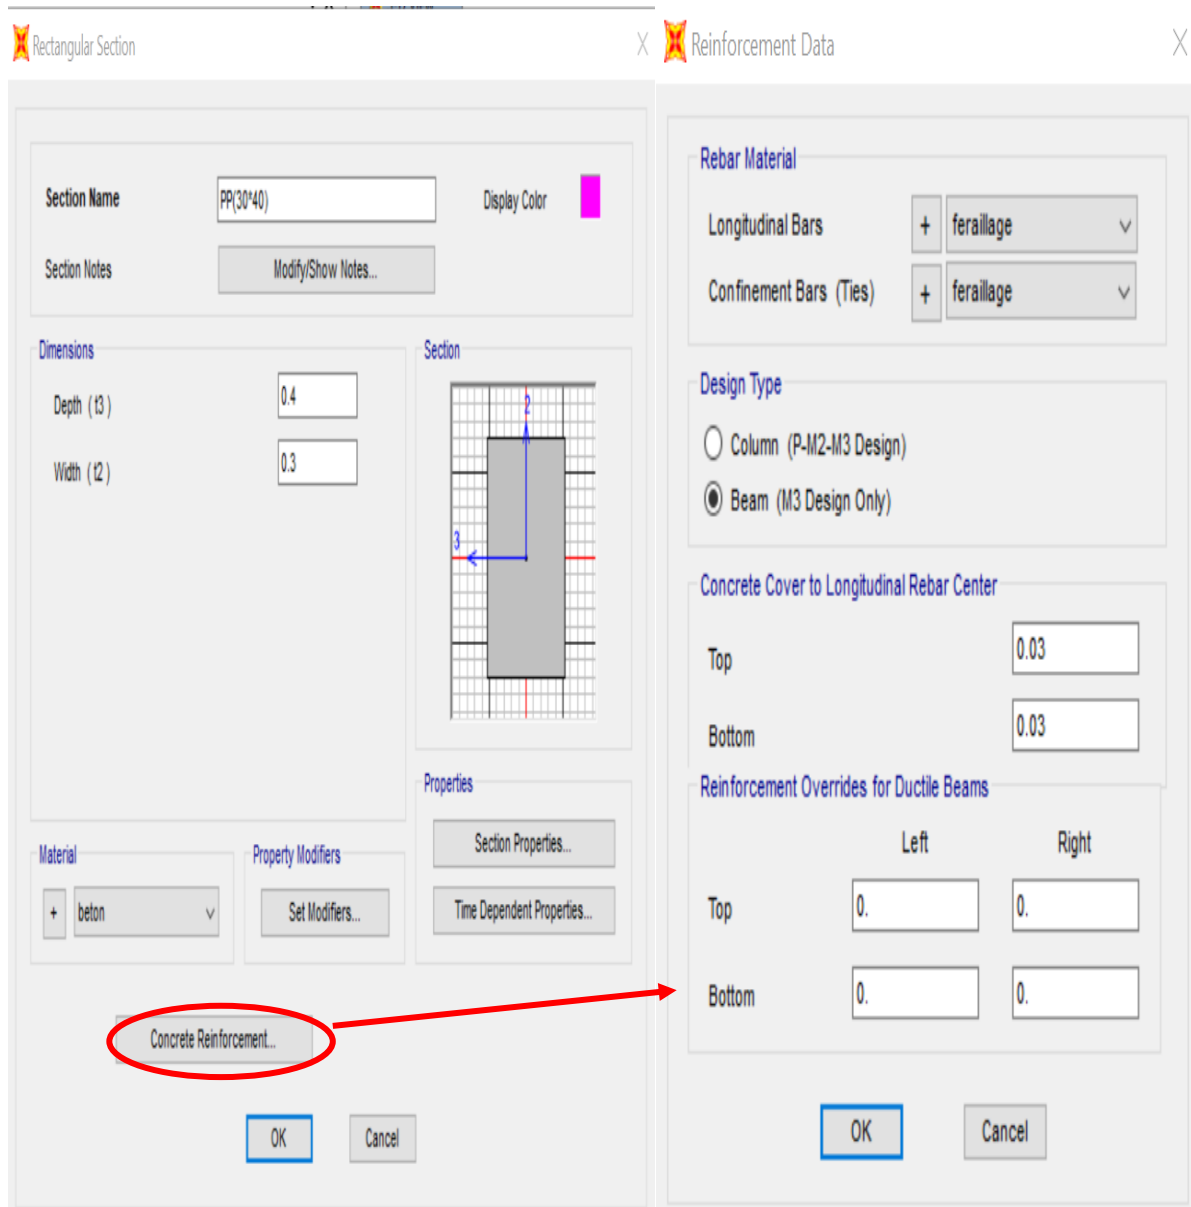 Rectangular Section
Section Name
PP(30*40)
Display Color
Section Notes
Modify/Show Notes...
Dimensions
Depth ( t3 )
0.4
Width ( t2 )
0.3
Section
2
3
Properties
Section Properties...
Time Dependent Properties...
Material
+
beton
Property Modifiers
Set Modifiers...
Concrete Reinforcement...
OK
Cancel
Reinforcement Data
Rebar Material
Longitudinal Bars
+
feraillage
Confinement Bars (Ties)
+
feraillage
Design Type
Column (P-M2-M3 Design)
Beam (M3 Design Only)
Concrete Cover to Longitudinal Rebar Center
Top
0.03
Bottom
0.03
Reinforcement Overrides for Ductile Beams
Left
Right
Top
0.
0.
Bottom
0.
0.
OK
Cancel